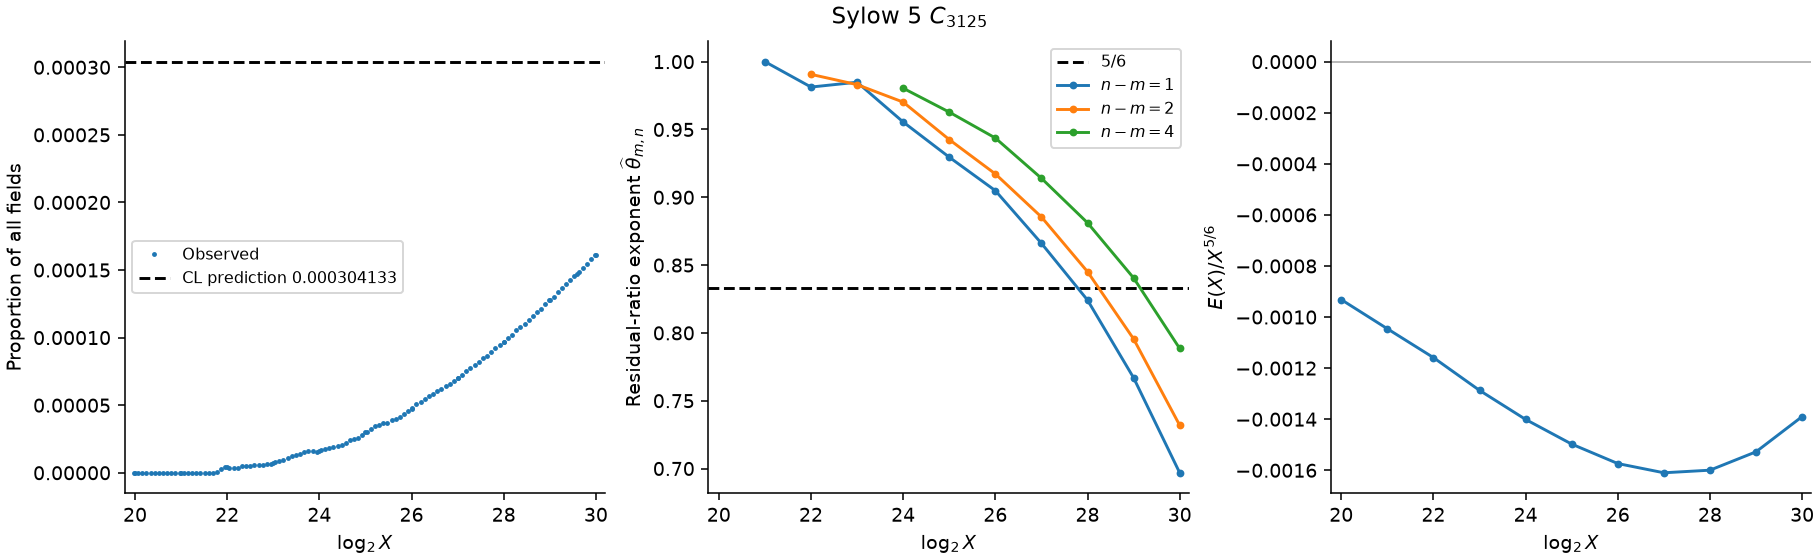 Sylow 5 C₃₁₂₅
Proportion of all fields
0.00030
0.00025
0.00020
0.00015
0.00010
0.00005
0.00000
Observed
CL prediction 0.000304133
20 22 24 26 28 30
log₂ X
Residual-ratio exponent θ̂ₘ,ₙ
1.00
0.95
0.90
0.85
0.80
0.75
0.70
5/6
n − m = 1
n − m = 2
n − m = 4
20 22 24 26 28 30
log₂ X
E(X)/X^{5/6}
0.0000
−0.0002
−0.0004
−0.0006
−0.0008
−0.0010
−0.0012
−0.0014
−0.0016
20 22 24 26 28 30
log₂ X